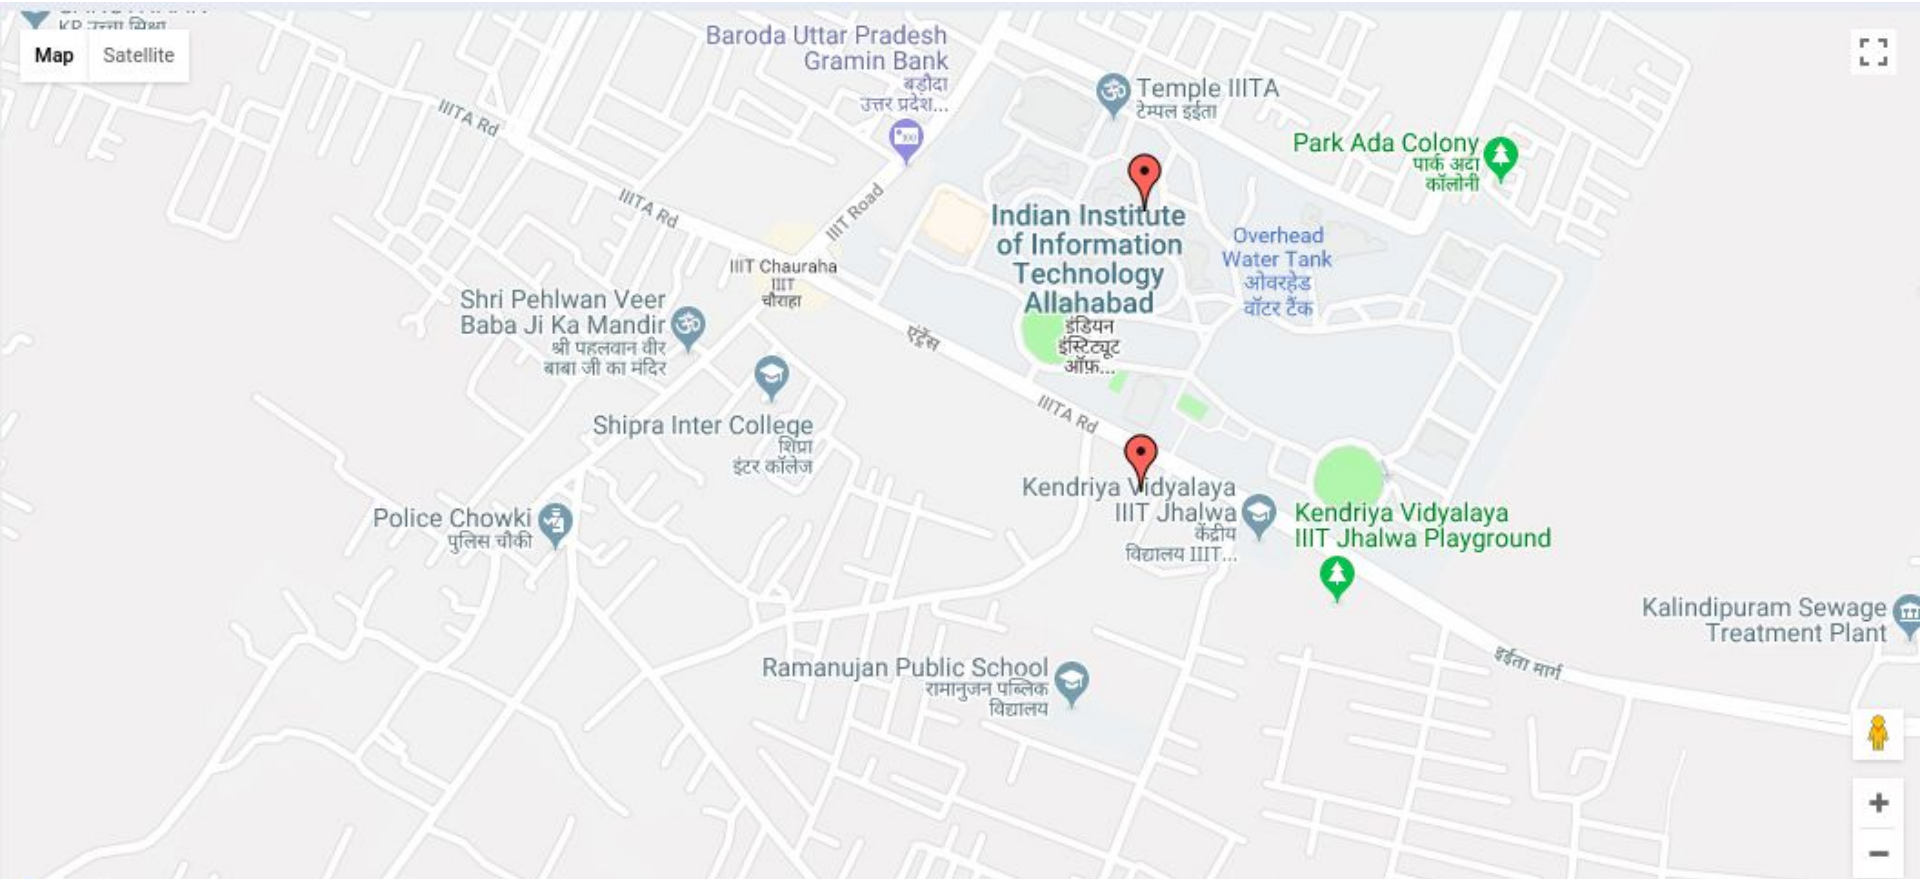 KP उच्चा सिक्षा
Map
Satellite
Baroda Uttar Pradesh
Gramin Bank
बड़ौदा
उत्तर प्रदेश...
Temple IIITA
टेम्पल इईता
Park Ada Colony
पार्क अदा
कॉलोनी
IIITA Rd
IIITA Rd
IIIT Road
Indian Institute
of Information
Technology
Allahabad
इंडियन
इंस्टिट्यूट
ऑफ़...
Overhead
Water Tank
ओवरहेड
वॉटर टैंक
IIIT Chauraha
IIIT
चौराहा
Shri Pehlwan Veer
Baba Ji Ka Mandir
श्री पहलवान वीर
बाबा जी का मंदिर
एंट्रेंस
IIITA Rd
Shipra Inter College
शिप्रा
इंटर कॉलेज
Kendriya Vidyalaya
IIIT Jhalwa
केंद्रीय
विद्यालय IIIT...
Kendriya Vidyalaya
IIIT Jhalwa Playground
Police Chowki
पुलिस चौकी
Kalindipuram Sewage
Treatment Plant
इईता मार्ग
Ramanujan Public School
रामानुजन पब्लिक
विद्यालय